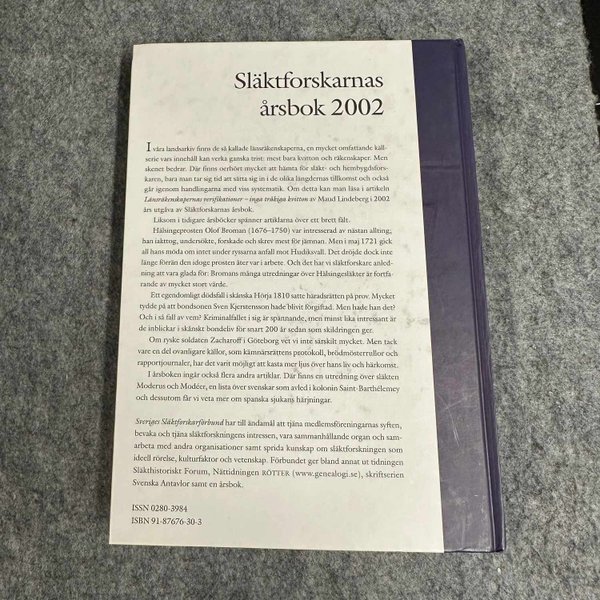 Släktforskarnas
årsbok 2002
I våra landsarkiv finns de så kallade länsräkenskaperna, en mycket omfattande käll-
serie vars innehåll kan verka ganska trist: mest bara kvitton och räkenskaper. Men
skenet bedrar. Där finns oerhört mycket att hämta för släkt- och hembygdsfors-
karen, bara man tar sig tid att sätta sig in i de olika längdernas tillkomst och också
går igenom handlingarna med viss systematik. Om detta kan man läsa i artikeln
Länsräkenskapernas verifikationer – inga tråkiga kvitton av Maud Lindeberg i 2002
års utgåva av Släktforskarnas årsbok.
Liksom i tidigare årsböcker spänner artiklarna över ett brett fält.
Hälsingeprosten Olof Broman (1676–1750) var intresserad av nästan allting;
han iakttog, undersökte, forskade och skrev mest för jämnan. Men i maj 1721 gick
all hans möda om intet under ryssarna anfall mot Hudiksvall. Det dröjde dock inte
länge förrän den idoge prosten åter var i arbete. Och det har vi släktforskare anled-
ning att vara glada för: Bromans många utredningar över Hälsingesläkter är fortfa-
rande av mycket stort värde.
Ett egendomligt dödsfall i skånska Hörja 1810 satte häradsrätten på prov. Mycket
tydde på att bondsonen Sven Kjerstensson hade blivit förgiftad. Men hade han det?
Och i så fall av vem? Kriminalfallet i sig är spännande, men minst lika intressant är
de inblickar i skånskt bondeliv för snart 200 år sedan som skildringen ger.
Om ryske soldaten Zacharoff i Göteborg vet vi inte särskilt mycket. Men tack
vare en del ovanligare källor, som kämnärsrättens protokoll, brödmösterrullor och
rapportjournaler, har det varit möjligt att kasta mer ljus över hans liv och härkomst.
I årsboken ingår också flera andra artiklar. Där finns en utredning över släkten
Moderus och Modéer, en lista över svenskar som avled i kolonin Saint-Barthélemey
och dessutom får vi veta mer om spanska sjukans härjningar.
Sveriges Släktforskarförbund har till ändamål att tjäna medlemsföreningarnas syften,
bevaka och tjäna släktforskningens intressen, vara sammanhållande organ och sam-
arbeta med andra organisationer samt sprida kunskap om släktforskningen som
ideell rörelse, kulturfaktor och vetenskap. Förbundet ger bland annat ut tidningen
Släkthistoriskt Forum, Nättidningen RÖTTER (www.genealogi.se), skriftserien
Svenska Antavlor samt en årsbok.
ISSN 0280-3984
ISBN 91-87676-30-3